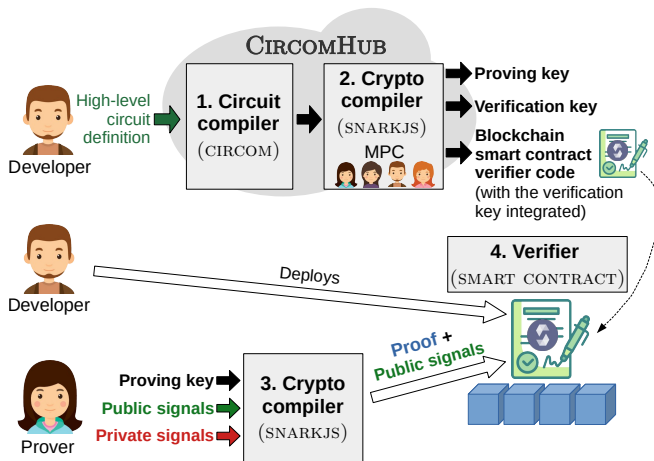 CIRCOMHUB
High-level
circuit
definition
Developer
1. Circuit
compiler
(CIRCOM)
2. Crypto
compiler
(SNARKJS)
MPC
Proving key
Verification key
Blockchain
smart contract
verifier code
(with the verification
key integrated)
Developer
Deploys
4. Verifier
(SMART CONTRACT)
Prover
Proving key
Public signals
Private signals
3. Crypto
compiler
(SNARKJS)
Proof +
Public signals